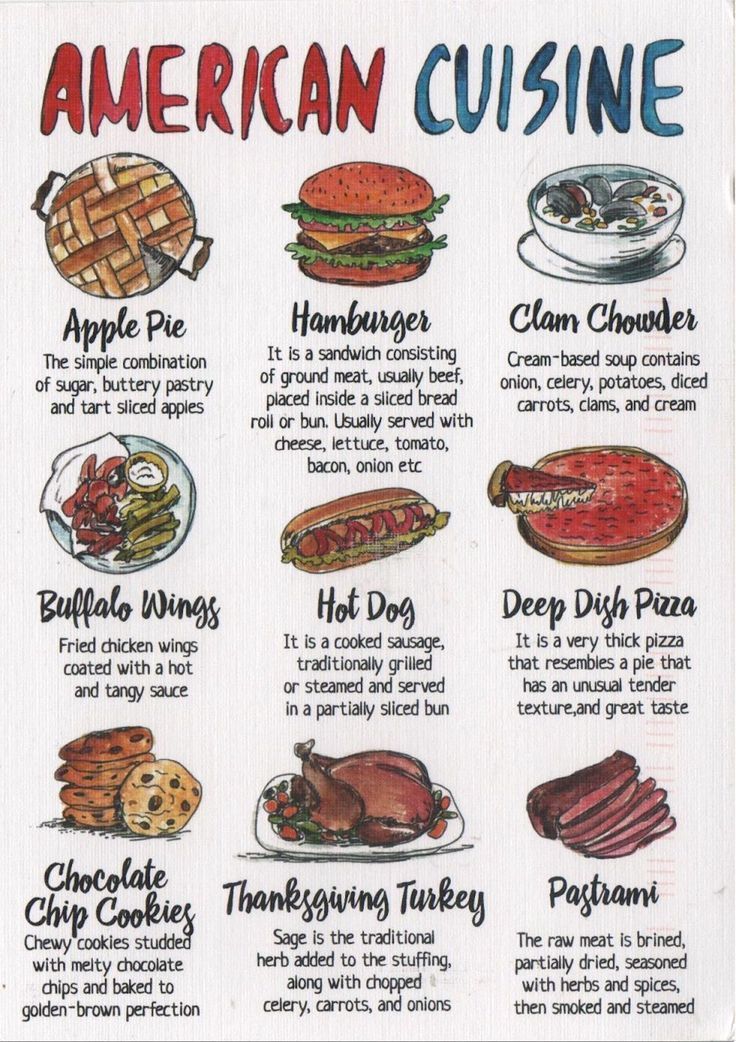 AMERICAN CUISINE
Apple Pie
The simple combination
of sugar, buttery pastry
and tart sliced apples
Hamburger
It is a sandwich consisting
of ground meat, usually beef,
placed inside a sliced bread
roll or bun. Usually served with
cheese, lettuce, tomato,
bacon, onion etc
Clam Chowder
Cream-based soup contains
onion, celery, potatoes, diced
carrots, clams, and cream
Buffalo Wings
Fried chicken wings
coated with a hot
and tangy sauce
Hot Dog
It is a cooked sausage,
traditionally grilled
or steamed and served
in a partially sliced bun
Deep Dish Pizza
It is a very thick pizza
that resembies a pie that
has an unusual tender
texture,and great taste
Chocolate
Chip Cookies
Chewy cookies studded
with melty chocolate
chips and baked to
golden-brown perfection
Thanksgiving Turkey
Sage is the traditional
herb added to the stuffing,
along with chopped
celery, carrots, and onions
Pastrami
The raw meat is brined,
partially dried, seasoned
with herbs and spices,
then smoked and steamed